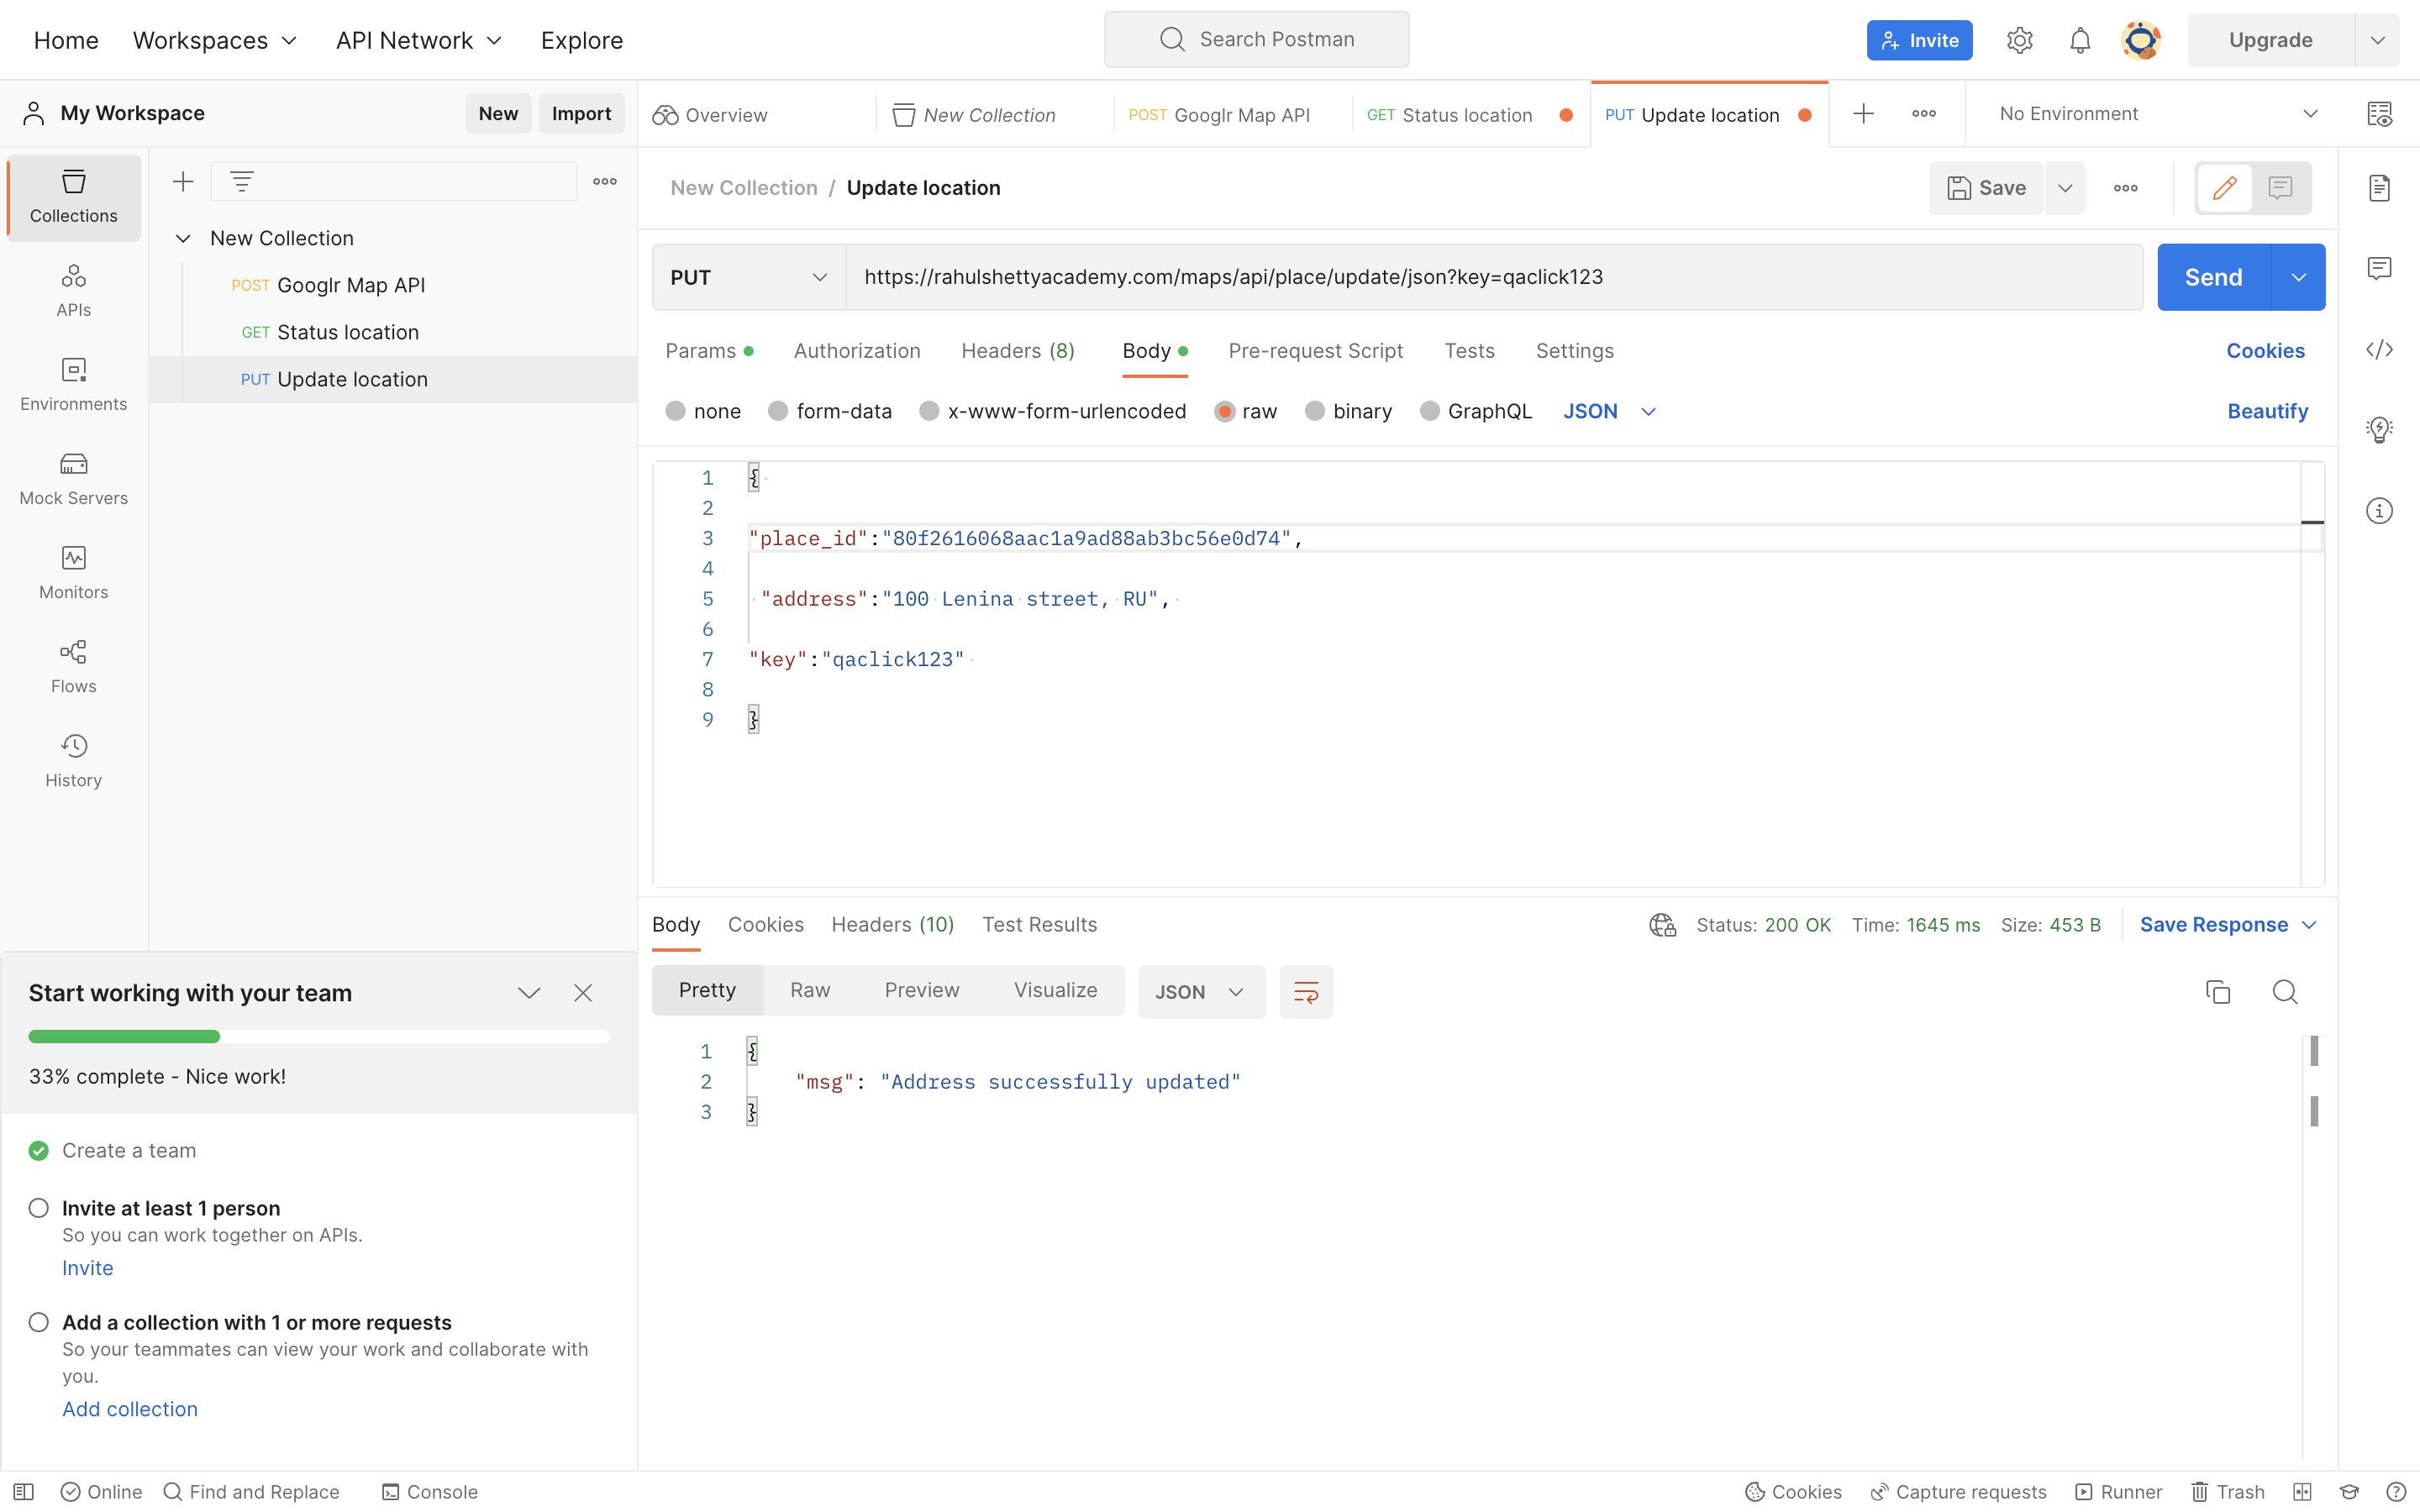 Home Workspaces API Network Explore Search Postman Invite Upgrade
My Workspace New Import Overview New Collection POST Googlr Map API GET Status location PUT Update location No Environment
Collections
APIs
Environments
Mock Servers
Monitors
Flows
History
New Collection
POST Googlr Map API
GET Status location
PUT Update location
New Collection / Update location Save
PUT https://rahulshettyacademy.com/maps/api/place/update/json?key=qaclick123 Send
Params Authorization Headers (8) Body Pre-request Script Tests Settings Cookies
none form-data x-www-form-urlencoded raw binary GraphQL JSON Beautify
1 {
2
3 "place_id":"80f2616068aac1a9ad88ab3bc56e0d74",
4
5 "address":"100 Lenina street, RU",
6
7 "key":"qaclick123"
8
9 }
Body Cookies Headers (10) Test Results Status: 200 OK Time: 1645 ms Size: 453 B Save Response
Pretty Raw Preview Visualize JSON
1 {
2 "msg": "Address successfully updated"
3 }
Start working with your team
33% complete - Nice work!
Create a team
Invite at least 1 person
So you can work together on APIs.
Invite
Add a collection with 1 or more requests
So your teammates can view your work and collaborate with
you.
Add collection
Online Find and Replace Console Cookies Capture requests Runner Trash